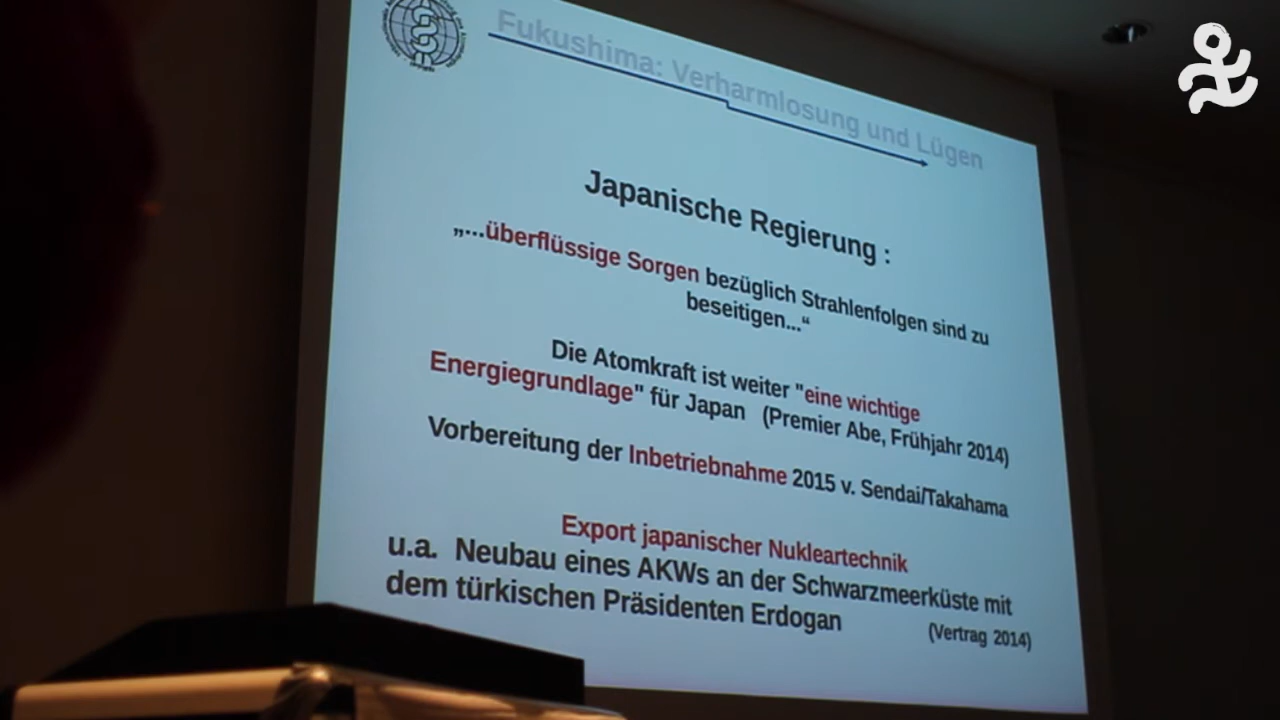 Fukushima: Verharmlosung und Lügen
Japanische Regierung :
„...überflüssige Sorgen bezüglich Strahlenfolgen sind zu
beseitigen...“
Die Atomkraft ist weiter "eine wichtige
Energiegrundlage" für Japan (Premier Abe, Frühjahr 2014)
Vorbereitung der Inbetriebnahme 2015 v. Sendai/Takahama
Export japanischer Nukleartechnik
u.a. Neubau eines AKWs an der Schwarzmeerküste mit
dem türkischen Präsidenten Erdogan
(Vertrag 2014)